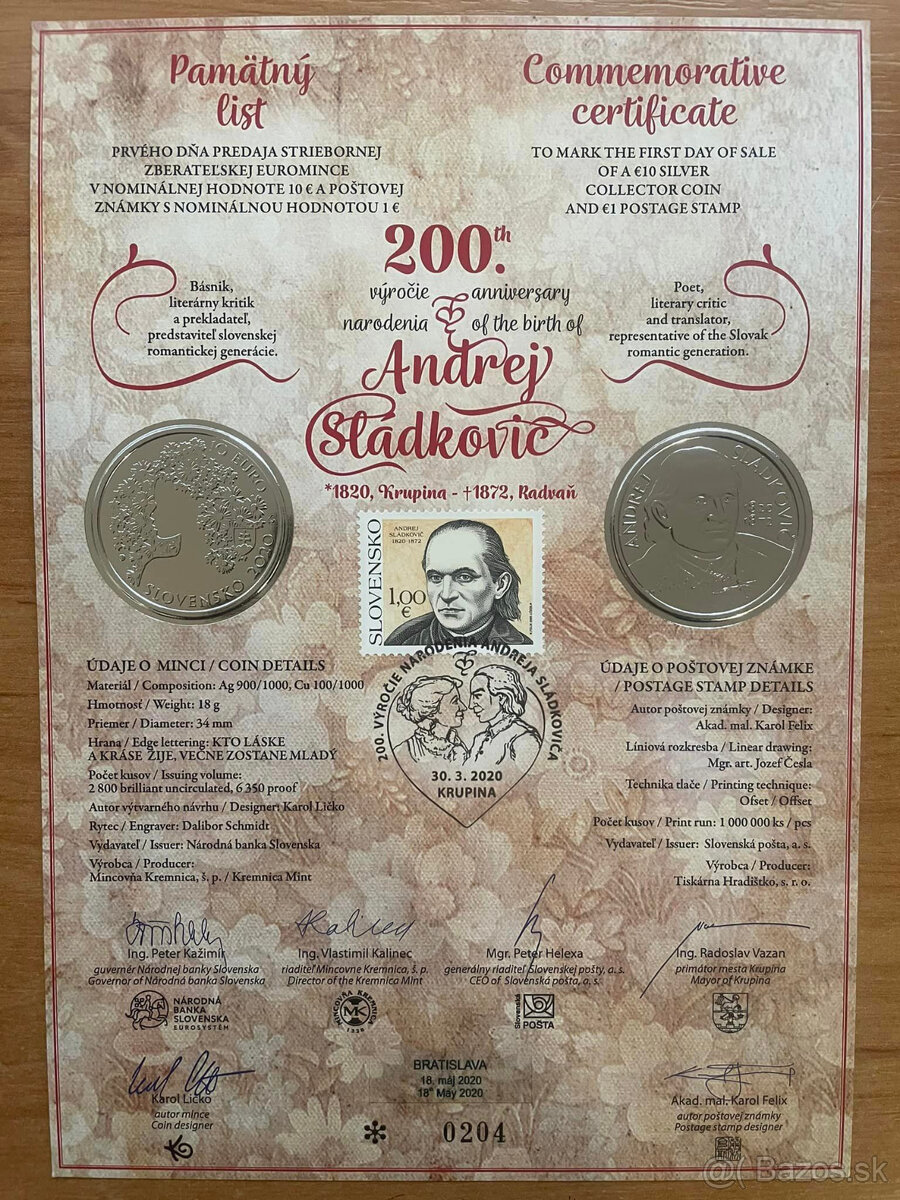 Pamätný
list
PRVÉHO DŇA PREDAJA STRIEBORNEJ
ZBERATEĽSKEJ EUROMINCE
V NOMINÁLNEJ HODNOTE 10 € A POŠTOVEJ
ZNÁMKY S NOMINÁLNOU HODNOTOU 1 €
Commemorative
certificate
TO MARK THE FIRST DAY OF SALE
OF A €10 SILVER
COLLECTOR COIN
AND €1 POSTAGE STAMP
200.th
výročie anniversary
narodenia of the birth of
Andrej
Sládkovič
*1820, Krupina - †1872, Radvaň
Básnik,
literárny kritik
a prekladateľ,
predstaviteľ slovenskej
romantickej generácie.
Poet,
literary critic
and translator,
representative of the Slovak
romantic generation.
10 EURO
SLOVENSKO 2020
ANDREJ SLÁDKOVIČ
SLOVENSKO
ANDREJ
SLÁDKOVIČ
1820-1872
1,00
€
200. VÝROČIE NARODENIA ANDREJA SLÁDKOVIČA
30. 3. 2020
KRUPINA
ÚDAJE O MINCI / COIN DETAILS
Materiál / Composition: Ag 900/1000, Cu 100/1000
Hmotnosť / Weight: 18 g
Priemer / Diameter: 34 mm
Hrana / Edge lettering: KTO LÁSKE
A KRÁSE ŽIJE, VEČNE ZOSTANE MLADÝ
Počet kusov / Issuing volume:
2 800 brilliant uncirculated, 6 350 proof
Autor výtvarného návrhu / Designer: Karol Ličko
Rytec / Engraver: Dalibor Schmidt
Vydavateľ / Issuer: Národná banka Slovenska
Výrobca / Producer:
Mincovňa Kremnica, š. p. / Kremnica Mint
ÚDAJE O POŠTOVEJ ZNÁMKE
/ POSTAGE STAMP DETAILS
Autor poštovej známky / Designer:
Akad. mal. Karol Felix
Líniová rozkresba / Linear drawing:
Mgr. art. Jozef Česla
Technika tlače / Printing technique:
Ofset / Offset
Počet kusov / Print run: 1 000 000 ks / pcs
Vydavateľ / Issuer: Slovenská pošta, a. s.
Výrobca / Producer:
Tiskárna Hradištko, s. r. o.
Ing. Peter Kažimír
guvernér Národnej banky Slovenska
Governor of Národná banka Slovenska
NÁRODNÁ
BANKA
SLOVENSKA
EUROSYSTÉM
Ing. Vlastimil Kalinec
riaditeľ Mincovne Kremnica, š. p.
Director of the Kremnica Mint
MINCOVŇA KREMNICA
MK
1328
Mgr. Peter Helexa
generálny riaditeľ Slovenskej pošty, a.s.
CEO of Slovenská pošta, a. s.
Slovenská
POŠTA
Ing. Radoslav Vazan
primátor mesta Krupina
Mayor of Krupina
Karol Ličko
autor mince
Coin designer
BRATISLAVA
18. máj 2020
18th May 2020
* 0204
Akad. mal. Karol Felix
autor poštovej známky
Postage stamp designer
Bazos.sk